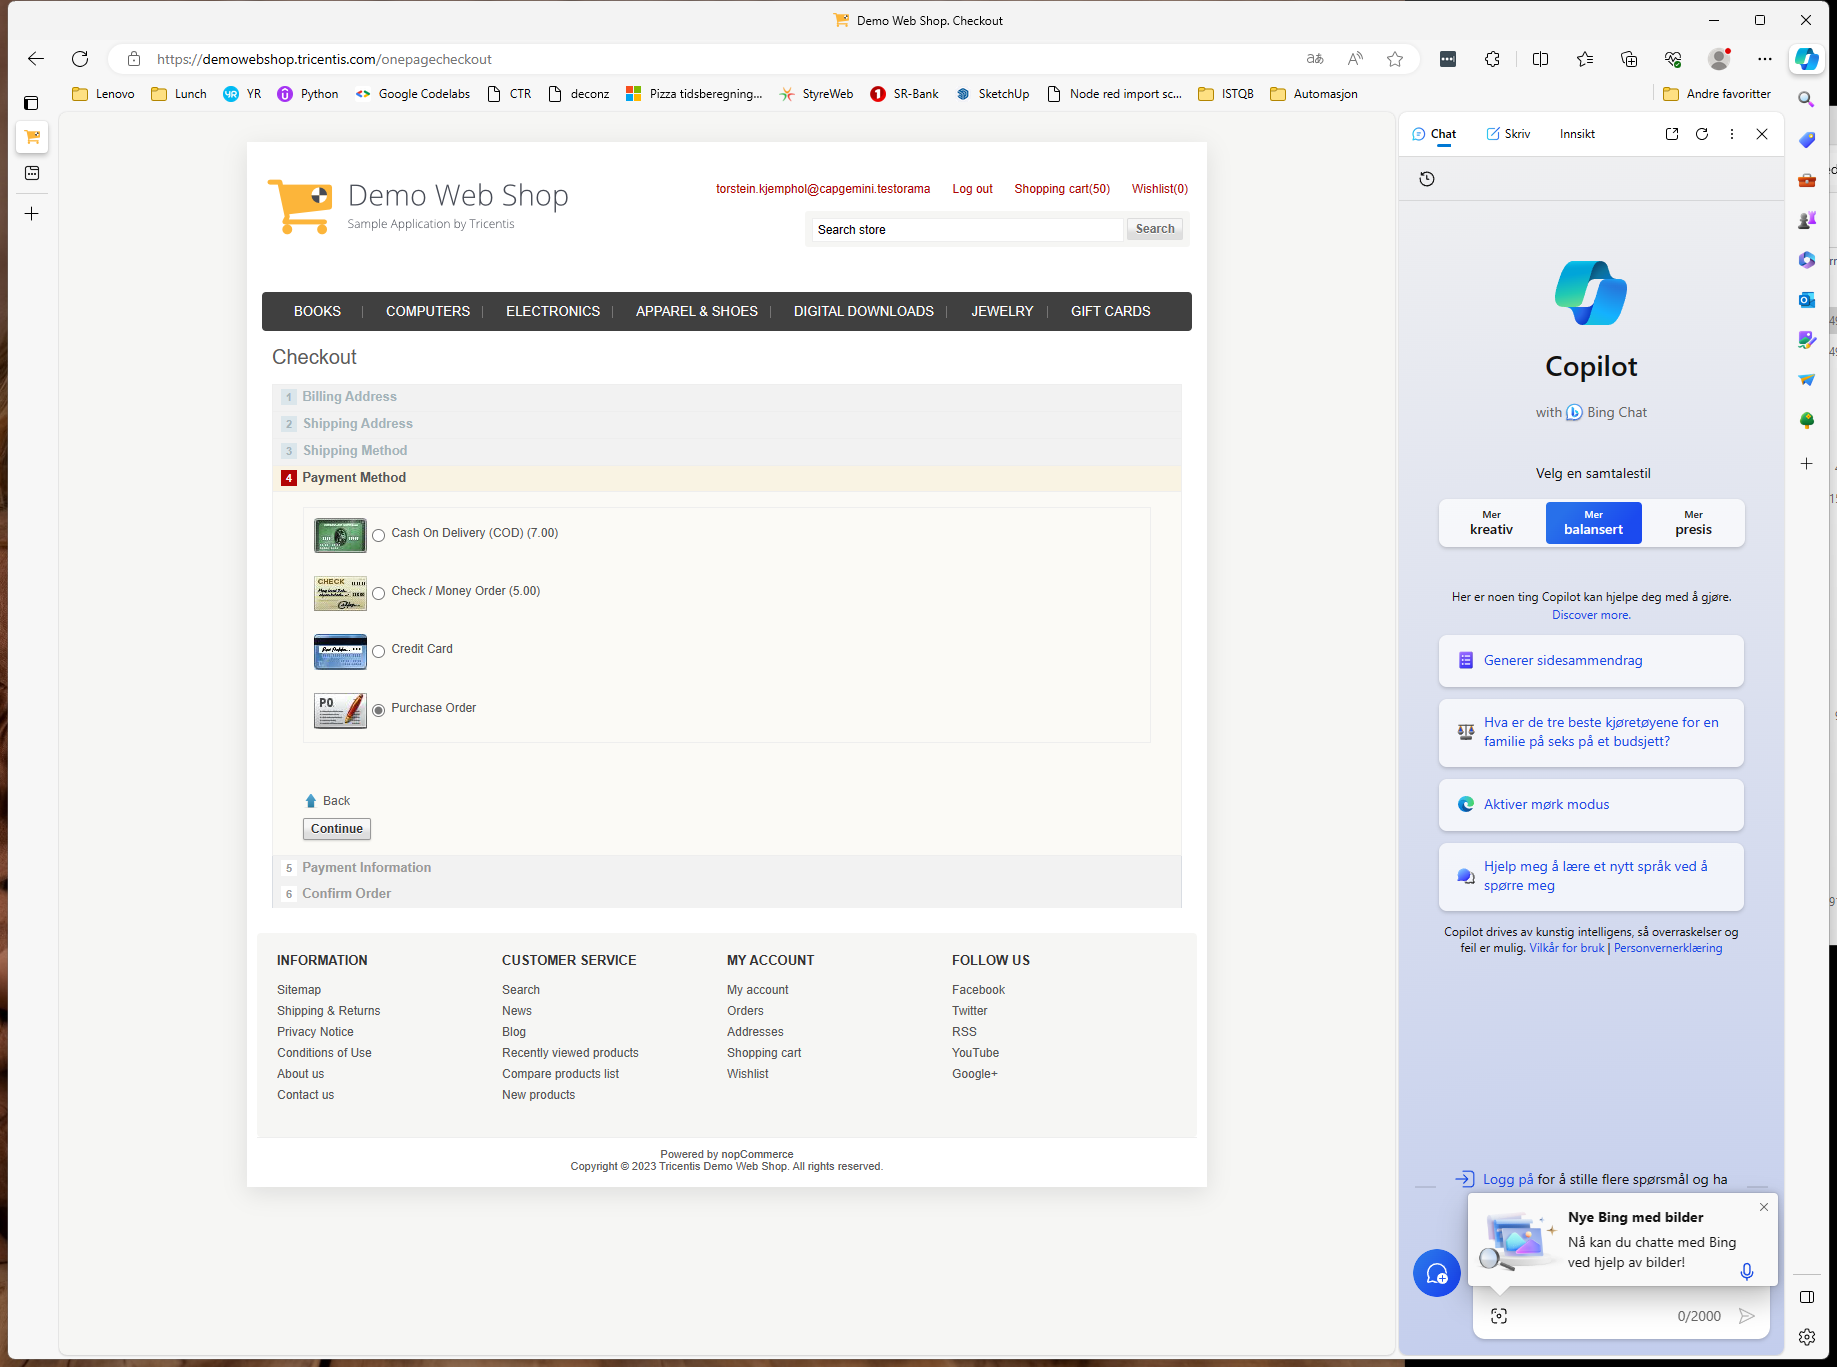 Demo Web Shop. Checkout
https://demowebshop.tricentis.com/onepagecheckout
Lenovo
Lunch
YR
Python
Google Codelabs
CTR
deconz
Pizza tidsberegning...
StyreWeb
SR-Bank
SketchUp
Node red import sc...
ISTQB
Automasjon
Andre favoritter
Demo Web Shop
Sample Application by Tricentis
torstein.kjemphol@capgemini.testorama
Log out
Shopping cart(50)
Wishlist(0)
Search store
Search
BOOKS
COMPUTERS
ELECTRONICS
APPAREL & SHOES
DIGITAL DOWNLOADS
JEWELRY
GIFT CARDS
Checkout
1 Billing Address
2 Shipping Address
3 Shipping Method
4 Payment Method
Cash On Delivery (COD) (7.00)
CHECK
Check / Money Order (5.00)
Credit Card
P.O.
Purchase Order
Back
Continue
5 Payment Information
6 Confirm Order
INFORMATION
Sitemap
Shipping & Returns
Privacy Notice
Conditions of Use
About us
Contact us
CUSTOMER SERVICE
Search
News
Blog
Recently viewed products
Compare products list
New products
MY ACCOUNT
My account
Orders
Addresses
Shopping cart
Wishlist
FOLLOW US
Facebook
Twitter
RSS
YouTube
Google+
Powered by nopCommerce
Copyright © 2023 Tricentis Demo Web Shop. All rights reserved.
Chat
Skriv
Innsikt
Copilot
with Bing Chat
Velg en samtalestil
Mer kreativ
Mer balansert
Mer presis
Her er noen ting Copilot kan hjelpe deg med å gjøre.
Discover more.
Generer sidesammendrag
Hva er de tre beste kjøretøyene for en
familie på seks på et budsjett?
Aktiver mørk modus
Hjelp meg å lære et nytt språk ved å
spørre meg
Copilot drives av kunstig intelligens, så overraskelser og
feil er mulig. Vilkår for bruk | Personvernerklæring
Logg på for å stille flere spørsmål og ha
Nye Bing med bilder
Nå kan du chatte med Bing
ved hjelp av bilder!
0/2000